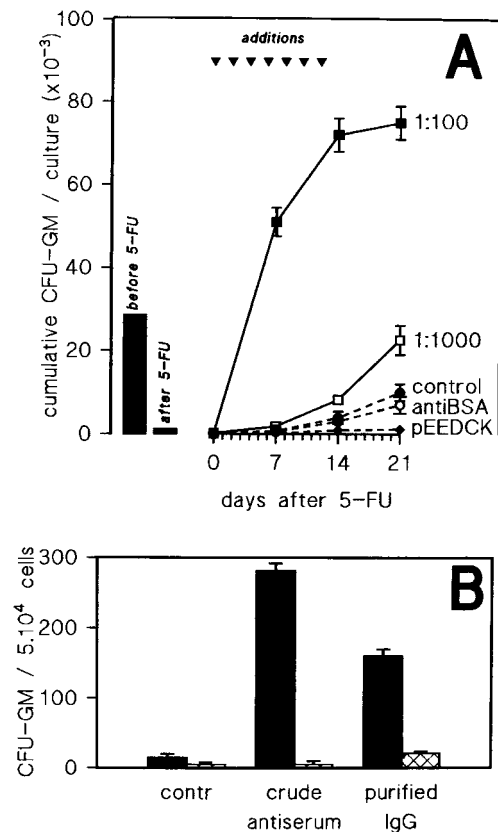 A
cumulative CFU-GM / culture (x10⁻³)
100
80
60
40
20
0
additions
before 5-FU
after 5-FU
1:100
1:1000
control
antiBSA
pEEDCK
0 7 14 21
days after 5-FU
B
CFU-GM / 5.10⁴ cells
300
200
100
0
contr crude purified
antiserum IgG